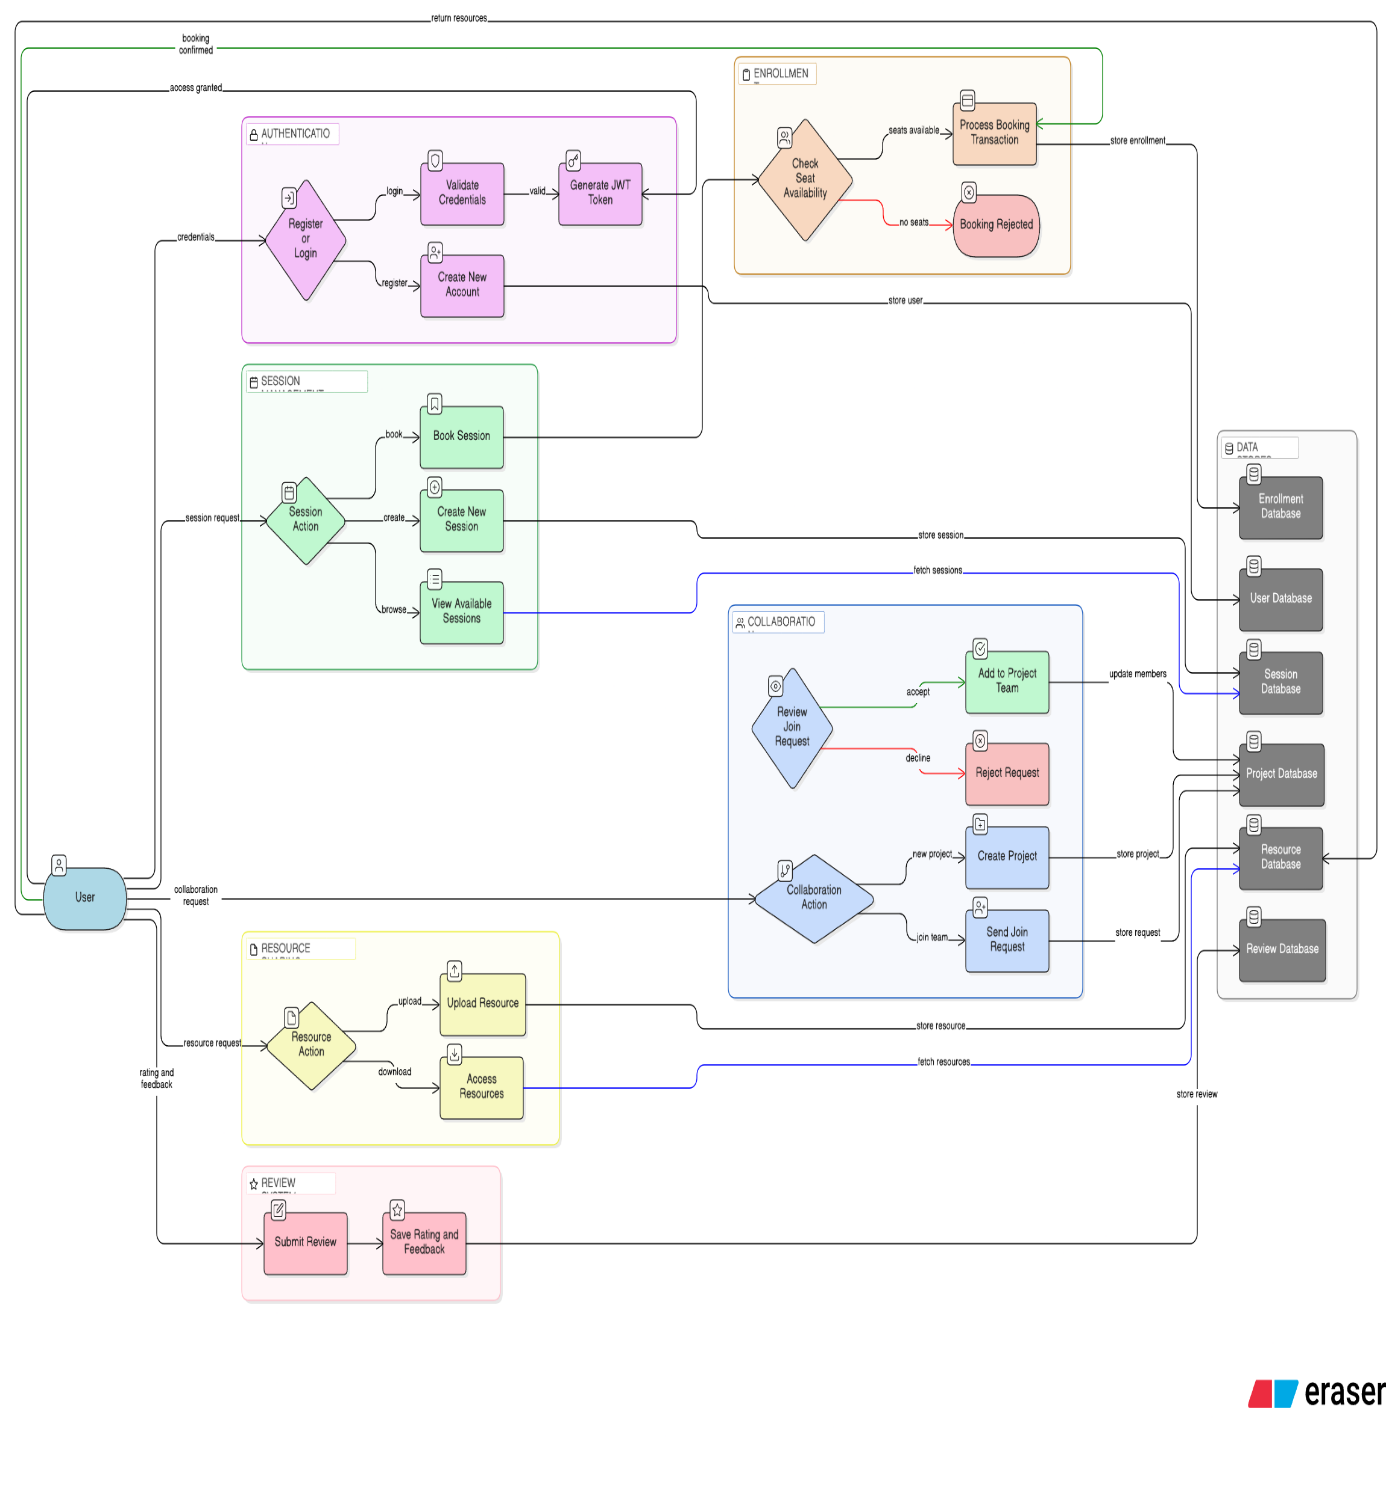 return resources
booking
confirmed
access granted
ENROLLMEN
AUTHENTICATIO
Process Booking
Transaction
seats available
store enrollment
Check
Seat
Availability
Validate
Credentials
Generate JWT
Token
login
valid
Register
or
Login
credentials
no seats
Booking Rejected
Create New
Account
register
store user
SESSION
book
Book Session
DATA
Enrollment
Database
session request
Session
Action
create
Create New
Session
store session
fetch sessions
browse
View Available
Sessions
User Database
COLLABORATIO
Add to Project
Team
update members
Session
Database
accept
Review
Join
Request
decline
Reject Request
Project Database
new project
Create Project
store project
Resource
Database
User
collaboration
request
Collaboration
Action
join team
Send Join
Request
store request
Review Database
RESOURCE
upload
Upload Resource
store resource
resource request
Resource
Action
download
Access
Resources
fetch resources
rating and
feedback
store review
REVIEW
Submit Review
Save Rating and
Feedback
eraser